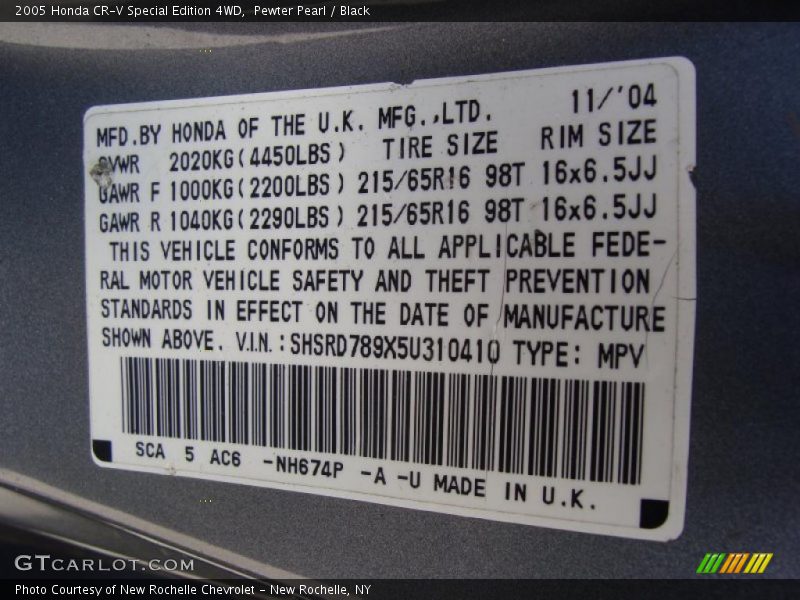 2005 Honda CR-V Special Edition 4WD, Pewter Pearl / Black
11/'04
MFD.BY HONDA OF THE U.K. MFG.,LTD.
GVWR 2020KG(4450LBS) TIRE SIZE RIM SIZE
GAWR F 1000KG(2200LBS) 215/65R16 98T 16x6.5JJ
GAWR R 1040KG(2290LBS) 215/65R16 98T 16x6.5JJ
THIS VEHICLE CONFORMS TO ALL APPLICABLE FEDE-
RAL MOTOR VEHICLE SAFETY AND THEFT PREVENTION
STANDARDS IN EFFECT ON THE DATE OF MANUFACTURE
SHOWN ABOVE. V.I.N.:SHSRD789X5U310410 TYPE: MPV
SCA 5 AC6 -NH674P -A -U MADE IN U.K.
GTCARLOT.COM
Photo Courtesy of New Rochelle Chevrolet - New Rochelle, NY